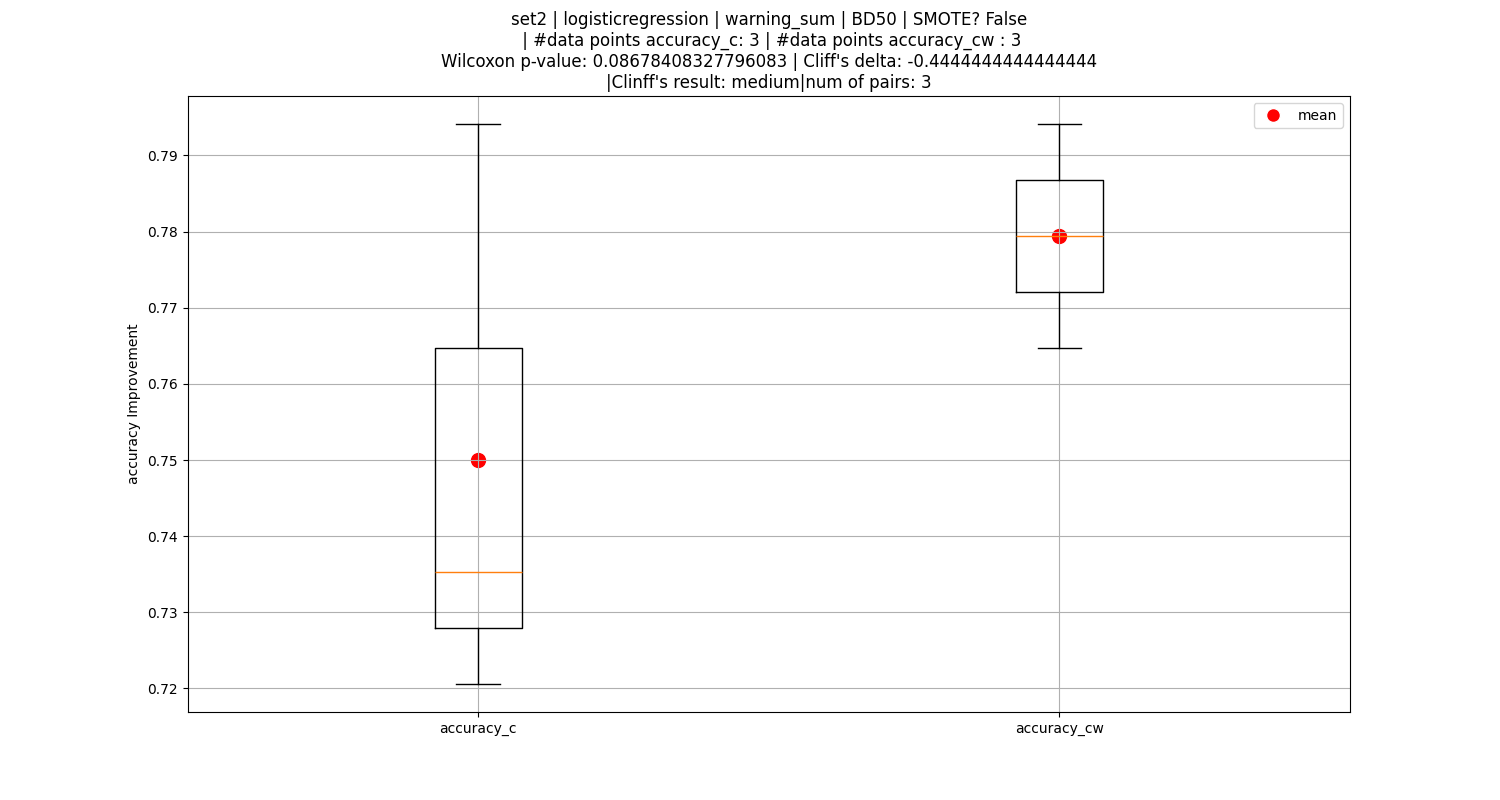 set2 | logisticregression | warning_sum | BD50 | SMOTE? False
| #data points accuracy_c: 3 | #data points accuracy_cw : 3
Wilcoxon p-value: 0.08678408327796083 | Cliff's delta: -0.4444444444444444
|Clinff's result: medium|num of pairs: 3
mean
0.79
0.78
0.77
0.76
0.75
0.74
0.73
0.72
accuracy Improvement
accuracy_c
accuracy_cw